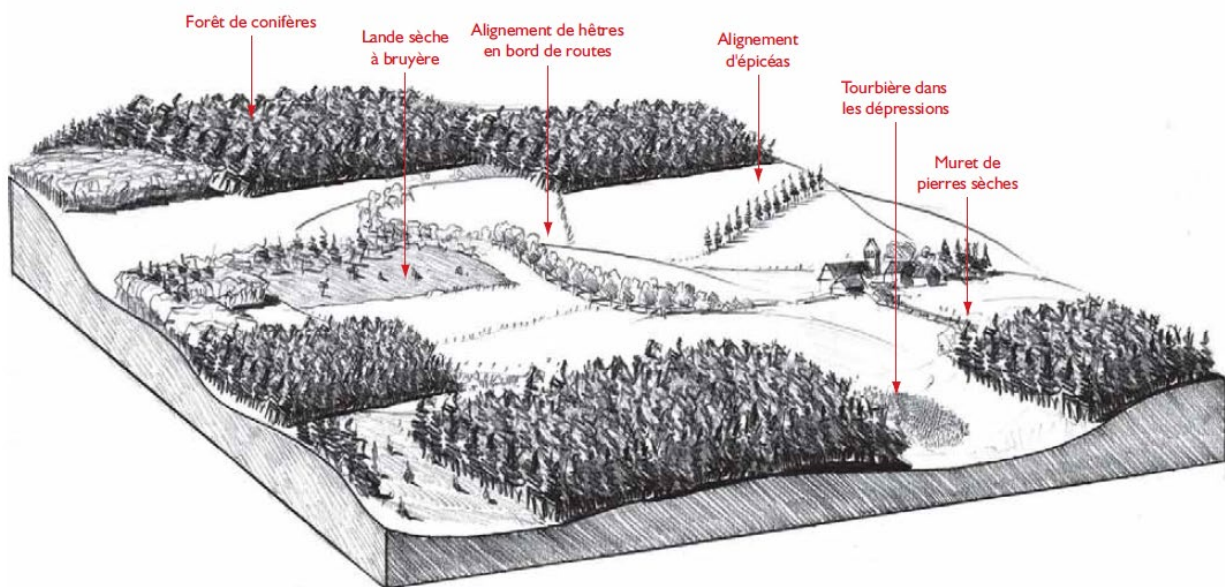 Forêt de conifères
Lande sèche
à bruyère
Alignement de hêtres
en bord de routes
Alignement
d'épicéas
Tourbière dans
les dépressions
Muret de
pierres sèches